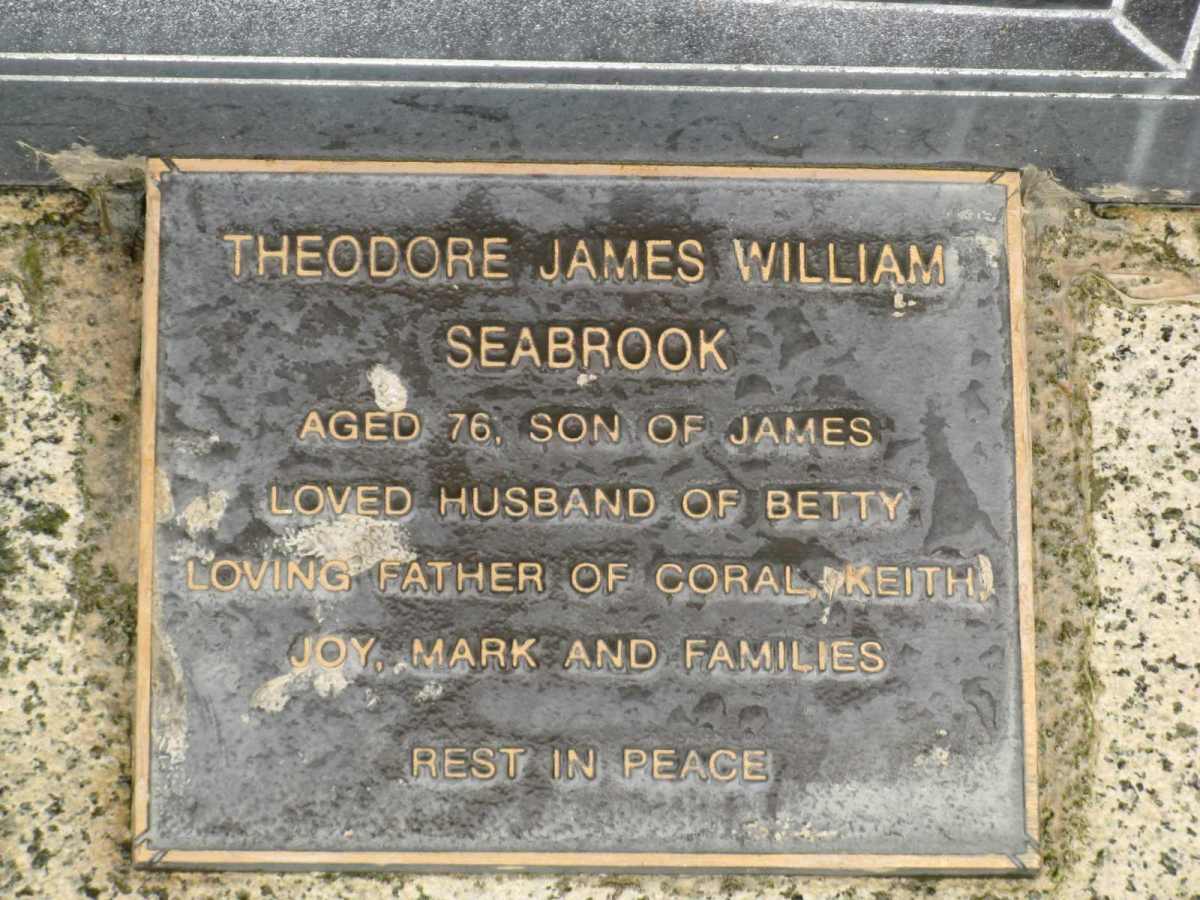 THEODORE JAMES WILLIAM
SEABROOK
AGED 76, SON OF JAMES
LOVED HUSBAND OF BETTY
LOVING FATHER OF CORAL, KEITH,
JOY, MARK AND FAMILIES
REST IN PEACE